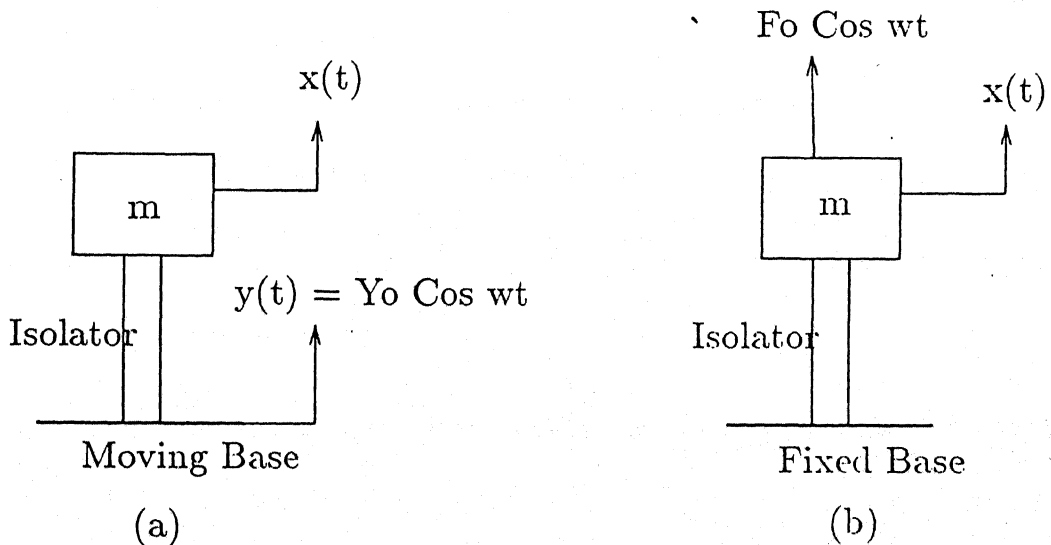 x(t)
m
y(t) = Yo Cos wt
Isolator
Moving Base
(a)
Fo Cos wt
x(t)
m
Isolator
Fixed Base
(b)